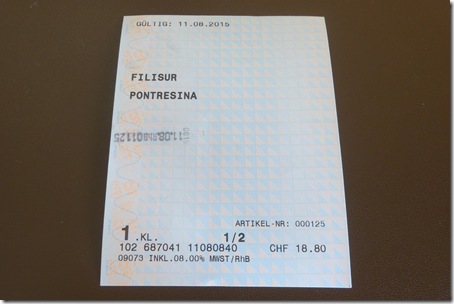 GÜLTIG: 11.08.2015
FILISUR
PONTRESINA
ARTIKEL-NR: 000125
1 .KL. 1/2
102 687041 11080840 CHF 18.80
09073 INKL.08.00% MWST/RhB